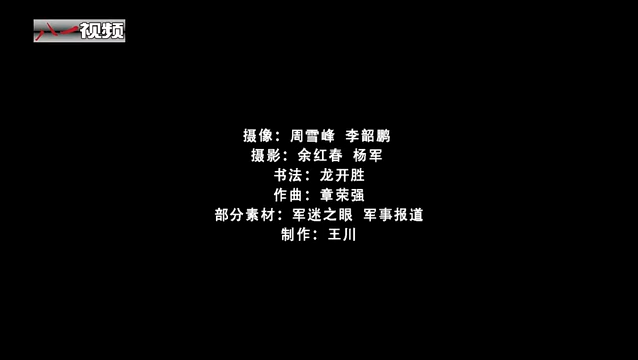 八一视频
摄像：周雪峰 李韶鹏
摄影：余红春 杨军
书法：龙开胜
作曲：章荣强
部分素材：军迷之眼 军事报道
制作：王川